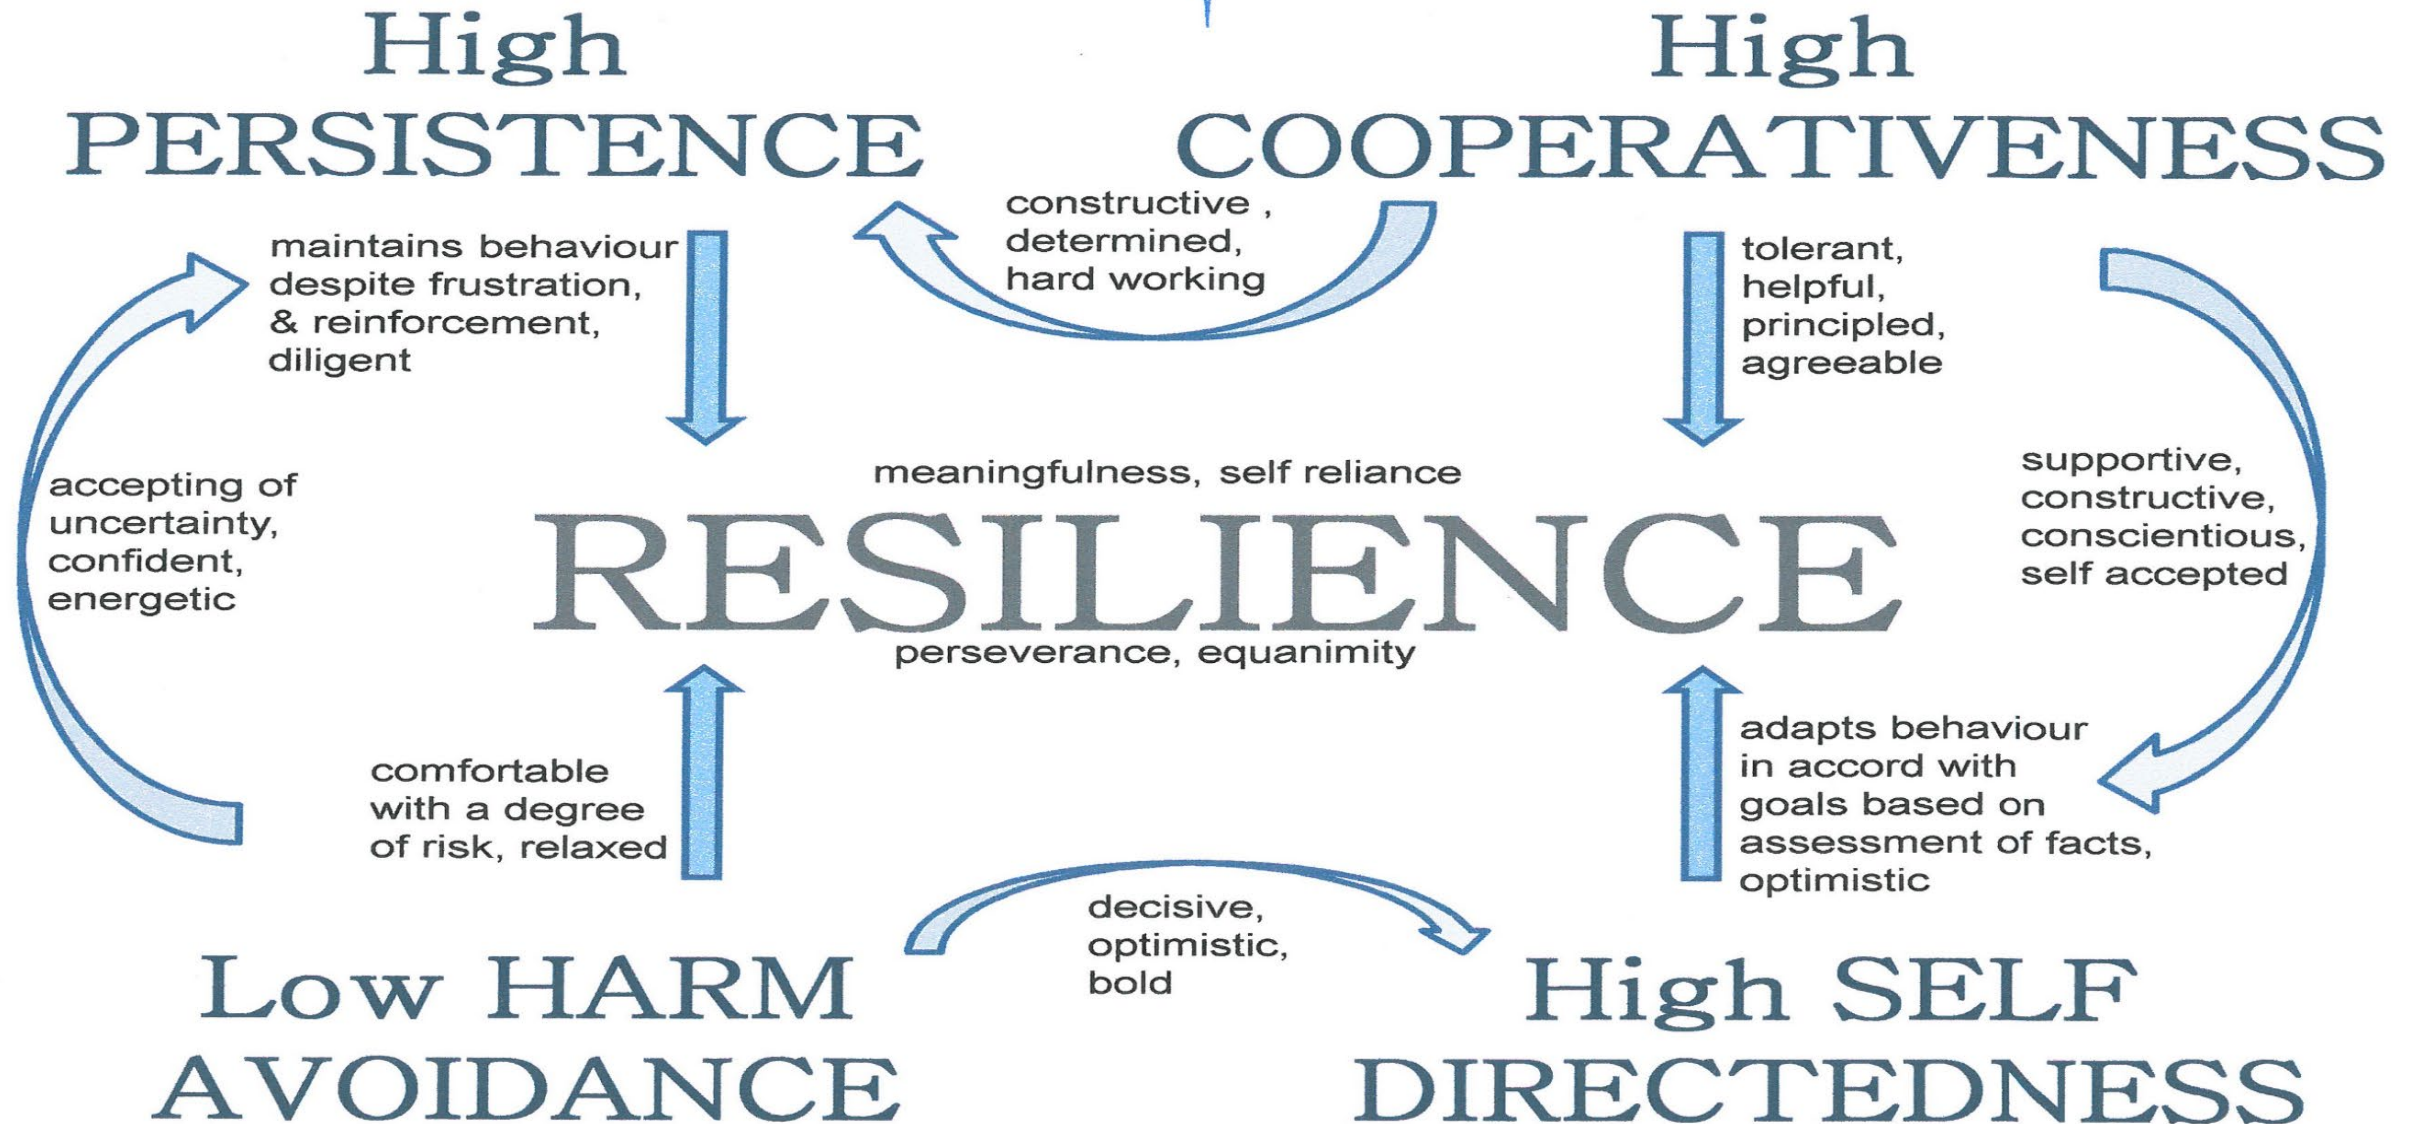 High
PERSISTENCE
High
COOPERATIVENESS
maintains behaviour
despite frustration,
& reinforcement,
diligent
constructive ,
determined,
hard working
tolerant,
helpful,
principled,
agreeable
accepting of
uncertainty,
confident,
energetic
meaningfulness, self reliance
RESILIENCE
perseverance, equanimity
supportive,
constructive,
conscientious,
self accepted
comfortable
with a degree
of risk, relaxed
adapts behaviour
in accord with
goals based on
assessment of facts,
optimistic
decisive,
optimistic,
bold
Low HARM
AVOIDANCE
High SELF
DIRECTEDNESS